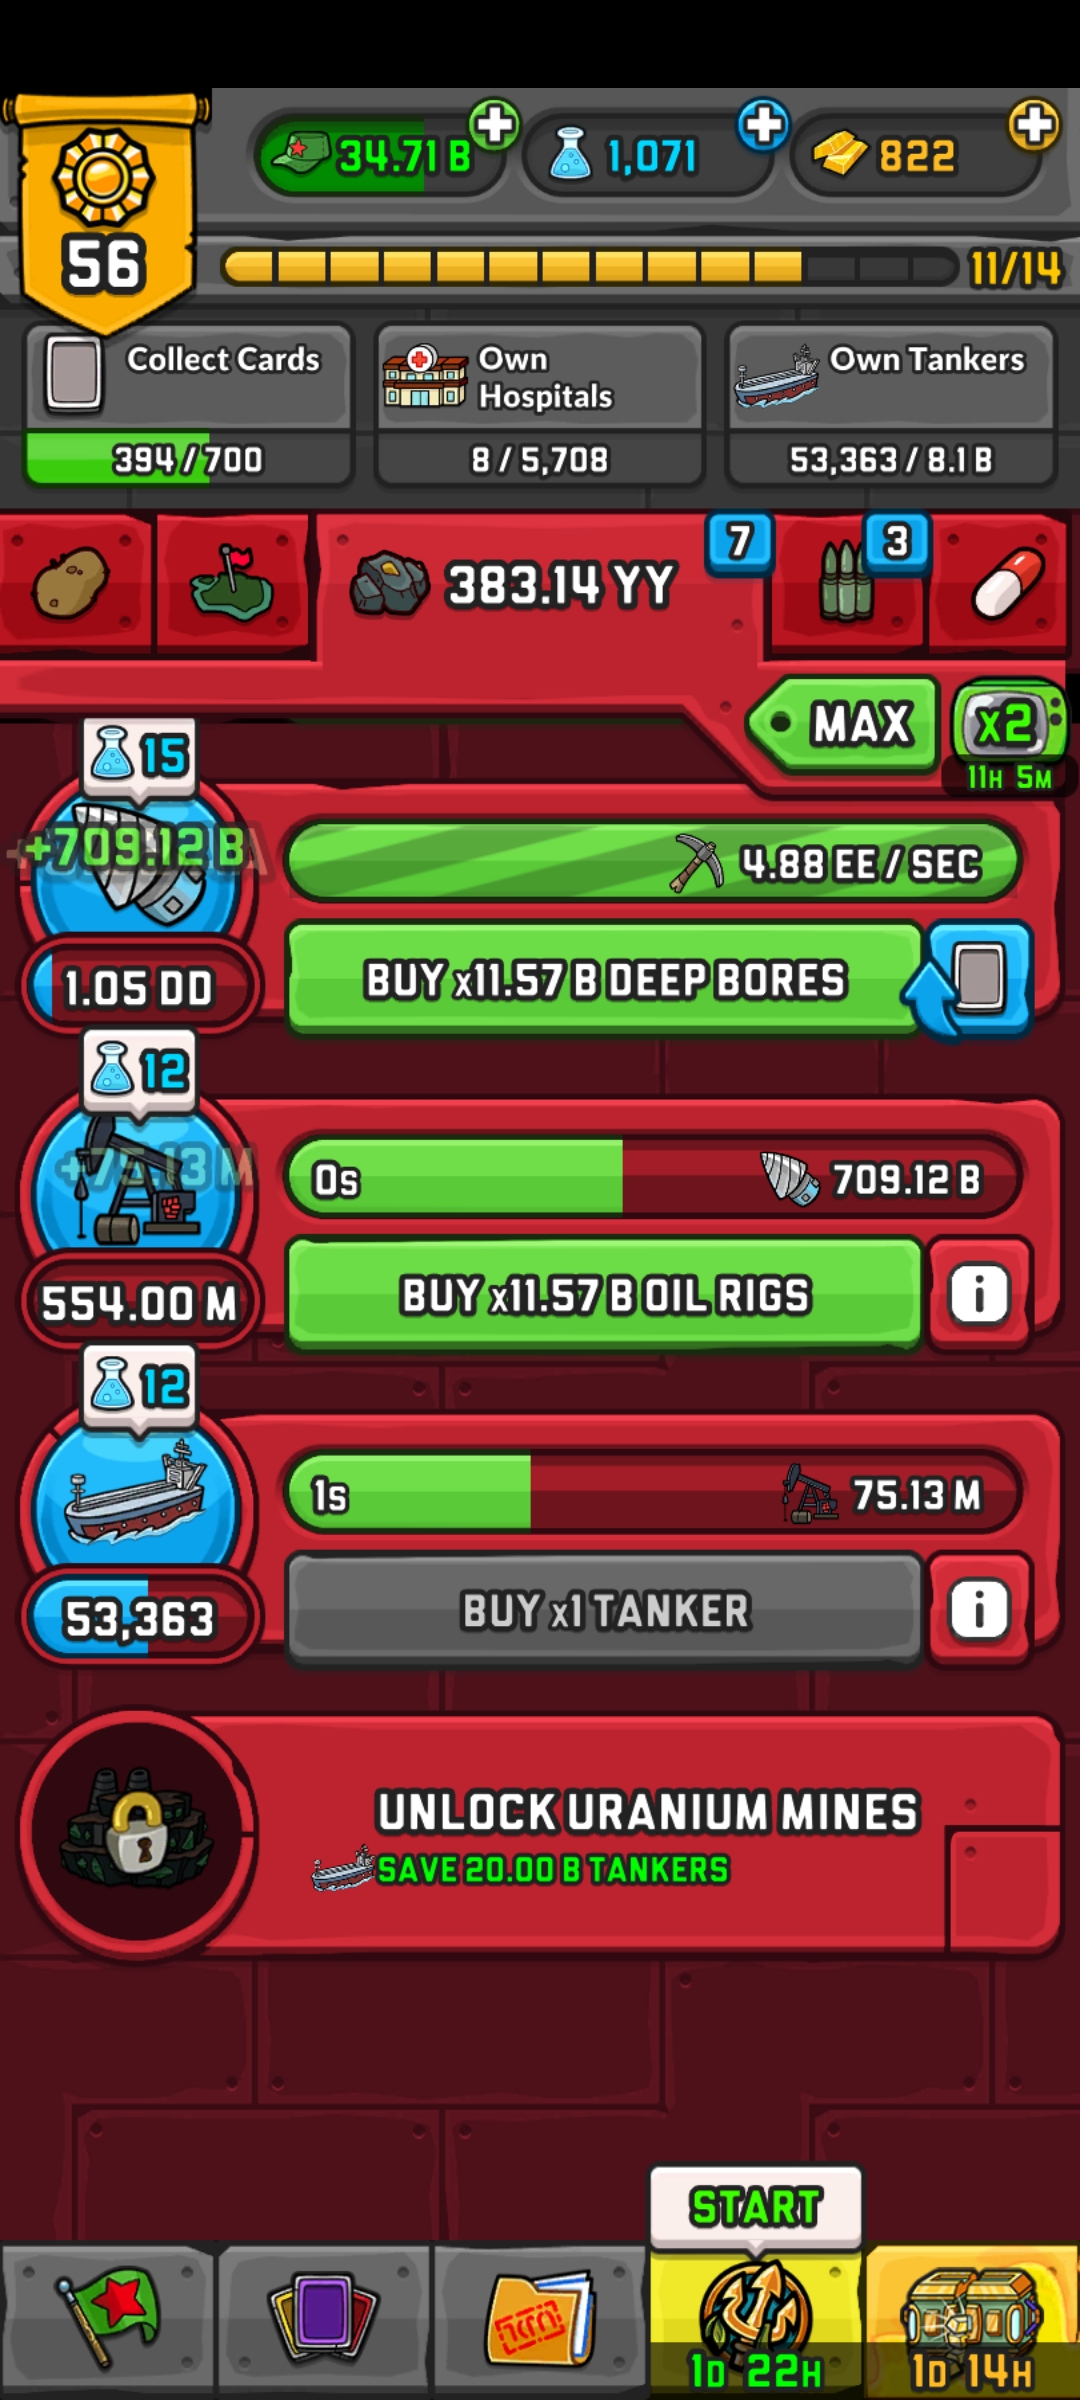 56
34.71 B
1,071
822
11/14
Collect Cards
394/700
Own
Hospitals
8/5,708
Own Tankers
53,363/8.1 B
383.14 YY
7
3
MAX
x2
11H 5M
15
+709.12 B
4.88 EE/SEC
1.05 DD
BUY x11.57 B DEEP BORES
12
+75.13 M
0s
709.12 B
554.00 M
BUY x11.57 B OIL RIGS
i
12
1s
75.13 M
53,363
BUY x1 TANKER
i
UNLOCK URANIUM MINES
SAVE 20.00 B TANKERS
START
1D 22H
1D 14H